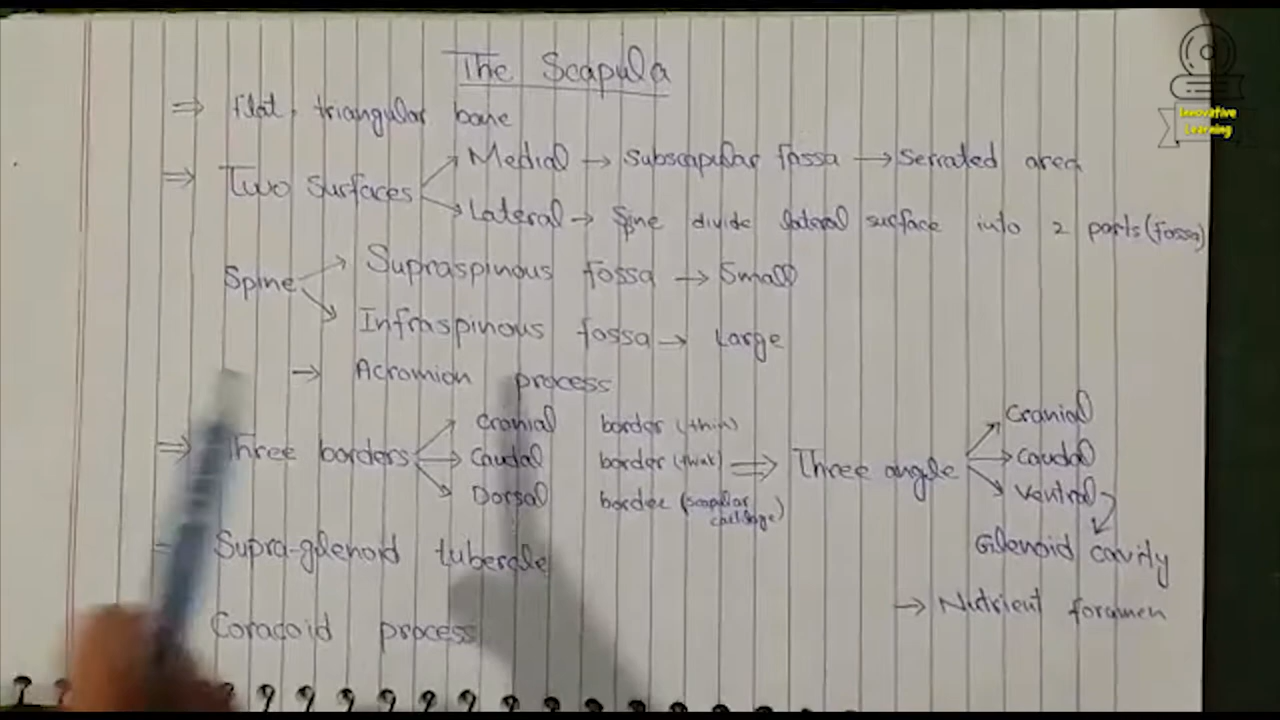 The Scapula
⇒ flat, triangular bone
⇒ Two Surfaces → Medial → Subscapular fossa → Serrated area
→ Lateral → Spine divide lateral surface into 2 parts (fossa)
Spine → Supraspinous fossa → Small
→ Infraspinous fossa → Large
→ Acromion process
⇒ Three borders → Cranial border (thin)
→ Caudal border
→ Dorsal border (scapular
⇒ Three angle → Cranial
→ Caudal
→ Ventral
Glenoid cavity
Supra-glenoid tubercle
→ Nutrient foramen
Coracoid process
Innovative
Learning